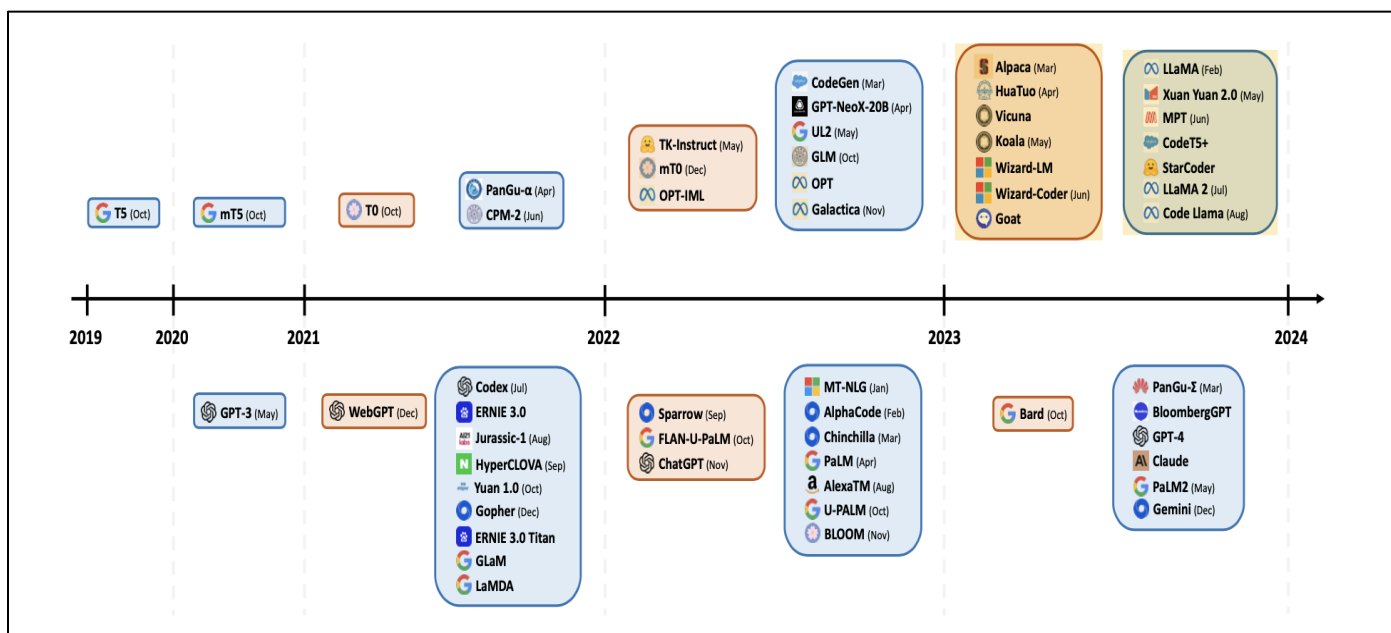 T5 (Oct)
mT5 (Oct)
T0 (Oct)
PanGu-α (Apr)
CPM-2 (Jun)
TK-Instruct (May)
mT0 (Dec)
OPT-IML
CodeGen (Mar)
GPT-NeoX-20B (Apr)
UL2 (May)
GLM (Oct)
OPT
Galactica (Nov)
Alpaca (Mar)
HuaTuo (Apr)
Vicuna
Koala (May)
Wizard-LM
Wizard-Coder (Jun)
Goat
LLaMA (Feb)
Xuan Yuan 2.0 (May)
MPT (Jun)
CodeT5+
StarCoder
LLaMA 2 (Jul)
Code Llama (Aug)
2019 2020 2021 2022 2023 2024
GPT-3 (May)
WebGPT (Dec)
Codex (Jul)
ERNIE 3.0
Jurassic-1 (Aug)
HyperCLOVA (Sep)
Yuan 1.0 (Oct)
Gopher (Dec)
ERNIE 3.0 Titan
GLaM
LaMDA
Sparrow (Sep)
FLAN-U-PaLM (Oct)
ChatGPT (Nov)
MT-NLG (Jan)
AlphaCode (Feb)
Chinchilla (Mar)
PaLM (Apr)
AlexaTM (Aug)
U-PALM (Oct)
BLOOM (Nov)
Bard (Oct)
PanGu-Σ (Mar)
BloombergGPT
GPT-4
Claude
PaLM2 (May)
Gemini (Dec)